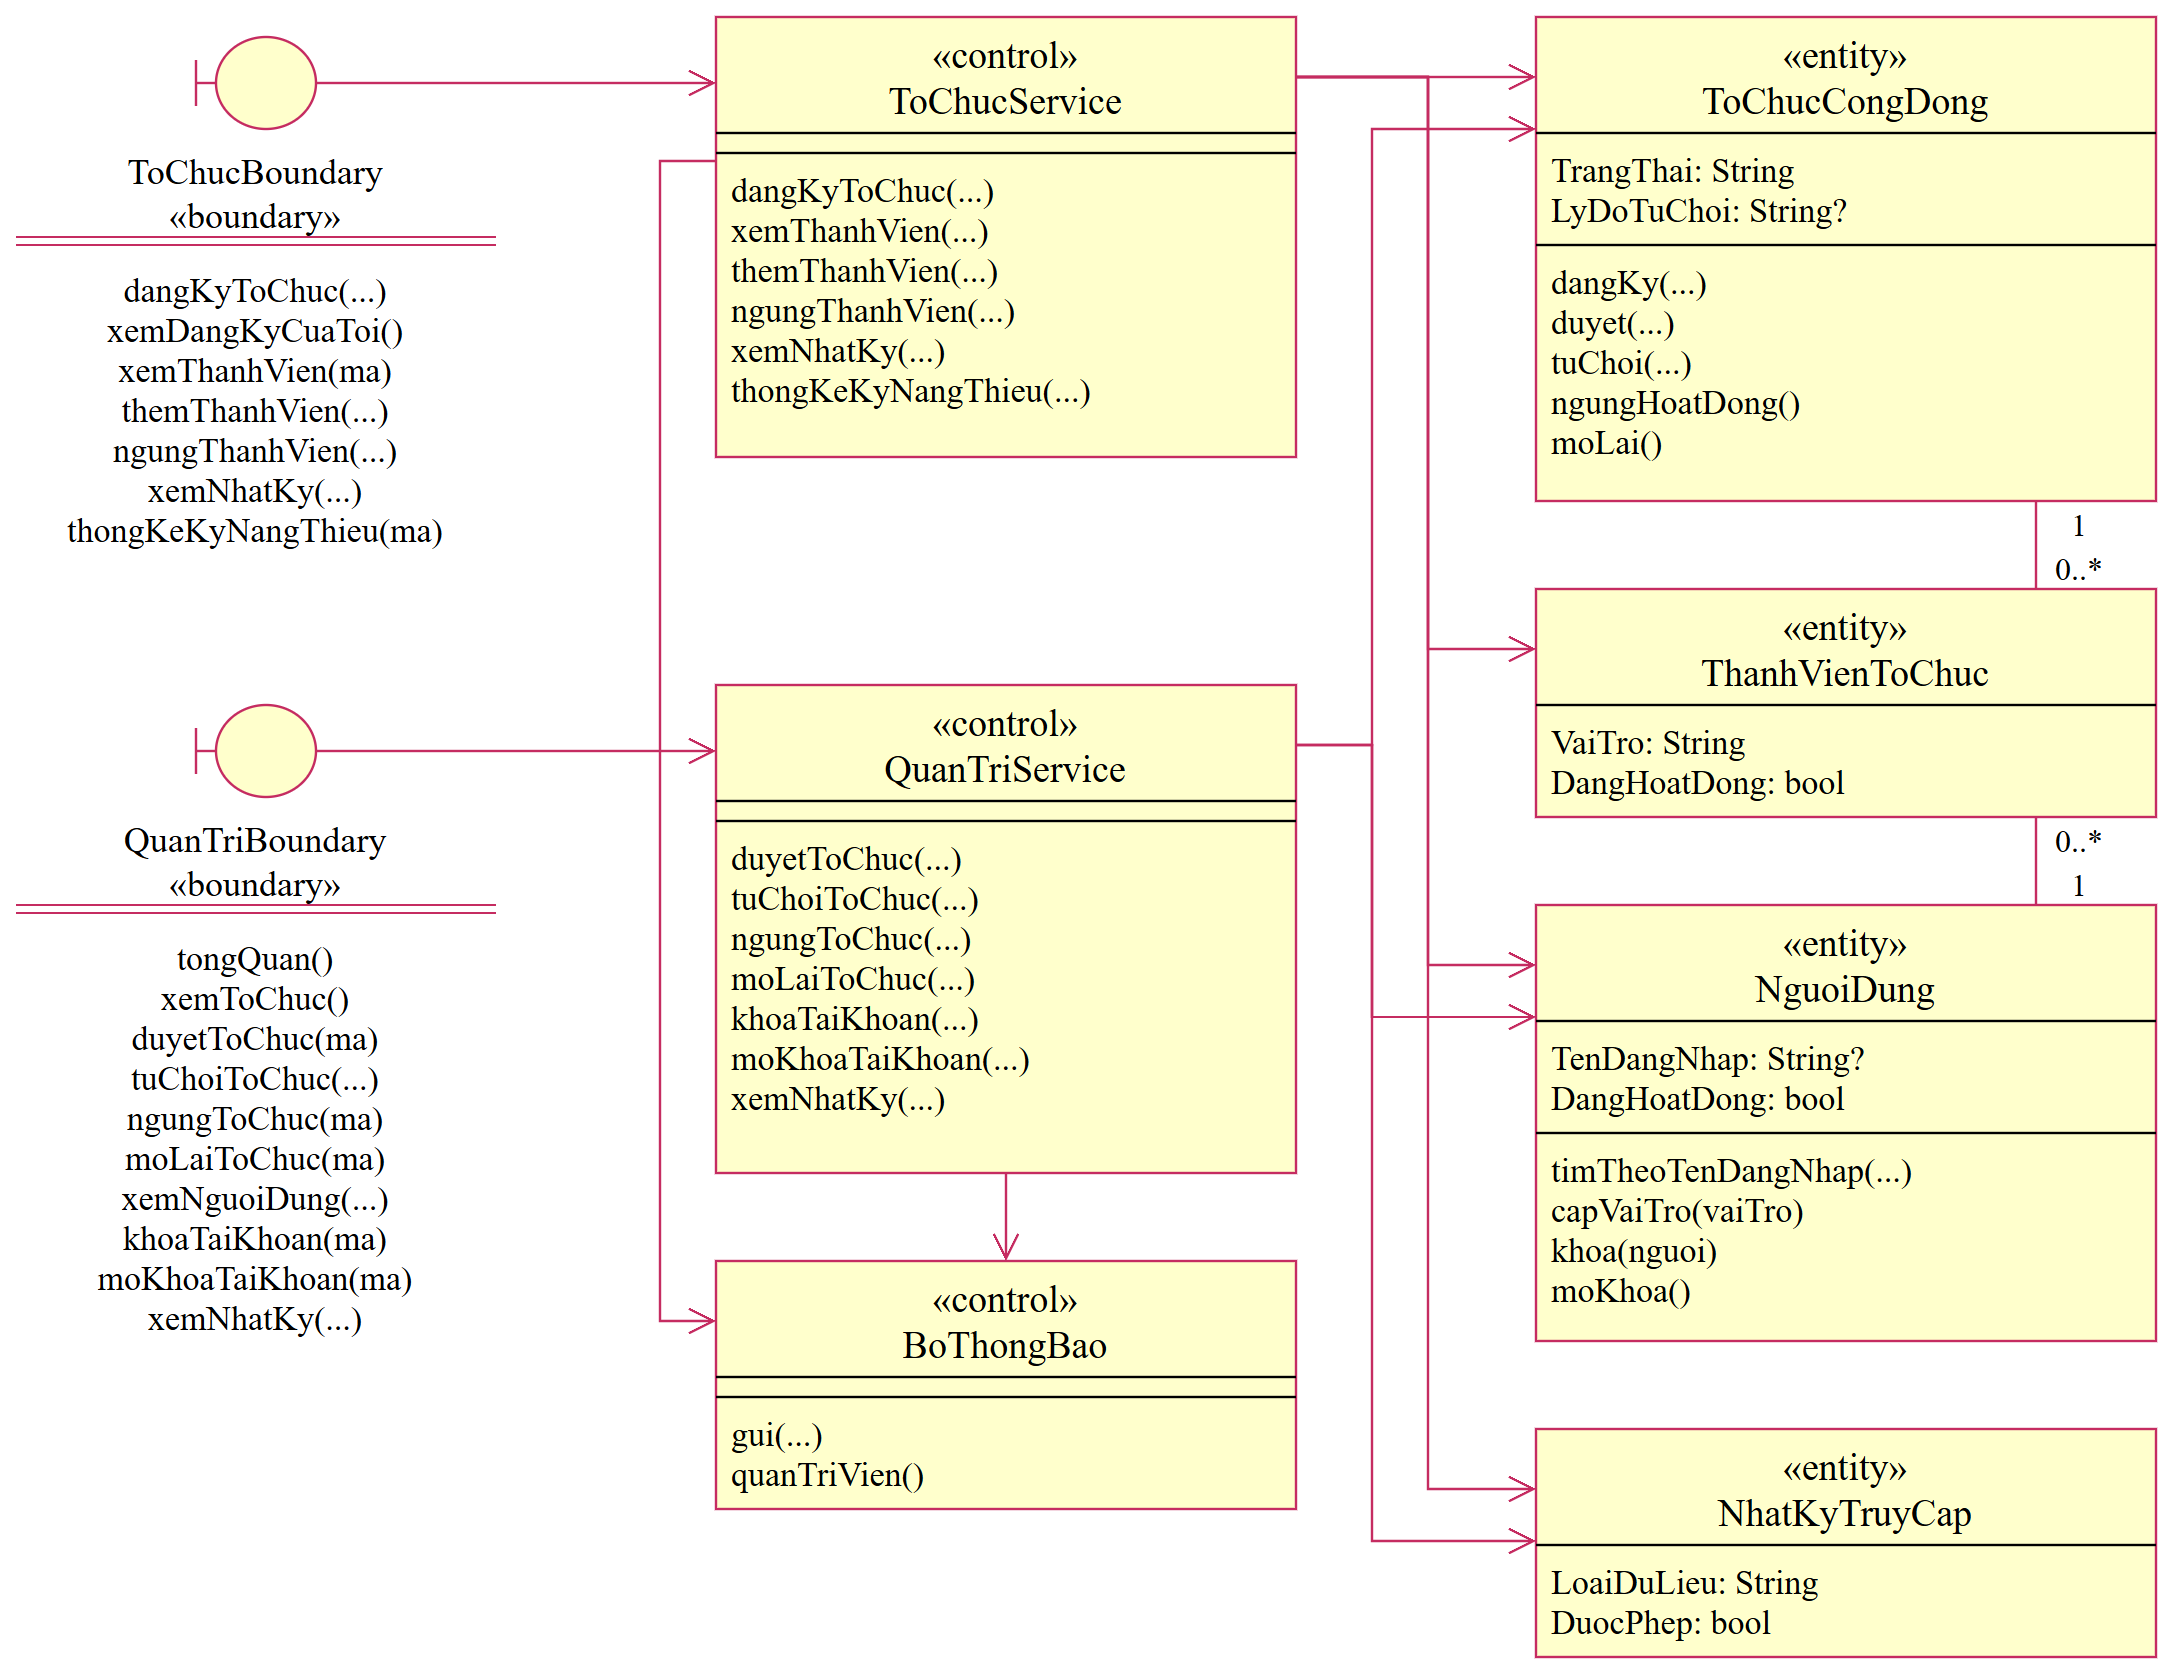 ToChucBoundary
«boundary»
dangKyToChuc(...)
xemDangKyCuaToi()
xemThanhVien(ma)
themThanhVien(...)
ngungThanhVien(...)
xemNhatKy(...)
thongKeKyNangThieu(ma)
QuanTriBoundary
«boundary»
tongQuan()
xemToChuc()
duyetToChuc(ma)
tuChoiToChuc(...)
ngungToChuc(ma)
moLaiToChuc(ma)
xemNguoiDung(...)
khoaTaiKhoan(ma)
moKhoaTaiKhoan(ma)
xemNhatKy(...)
«control»
ToChucService
dangKyToChuc(...)
xemThanhVien(...)
themThanhVien(...)
ngungThanhVien(...)
xemNhatKy(...)
thongKeKyNangThieu(...)
«control»
QuanTriService
duyetToChuc(...)
tuChoiToChuc(...)
ngungToChuc(...)
moLaiToChuc(...)
khoaTaiKhoan(...)
moKhoaTaiKhoan(...)
xemNhatKy(...)
«control»
BoThongBao
gui(...)
quanTriVien()
«entity»
ToChucCongDong
TrangThai: String
LyDoTuChoi: String?
dangKy(...)
duyet(...)
tuChoi(...)
ngungHoatDong()
moLai()
1
0..*
«entity»
ThanhVienToChuc
VaiTro: String
DangHoatDong: bool
0..*
1
«entity»
NguoiDung
TenDangNhap: String?
DangHoatDong: bool
timTheoTenDangNhap(...)
capVaiTro(vaiTro)
khoa(nguoi)
moKhoa()
«entity»
NhatKyTruyCap
LoaiDuLieu: String
DuocPhep: bool